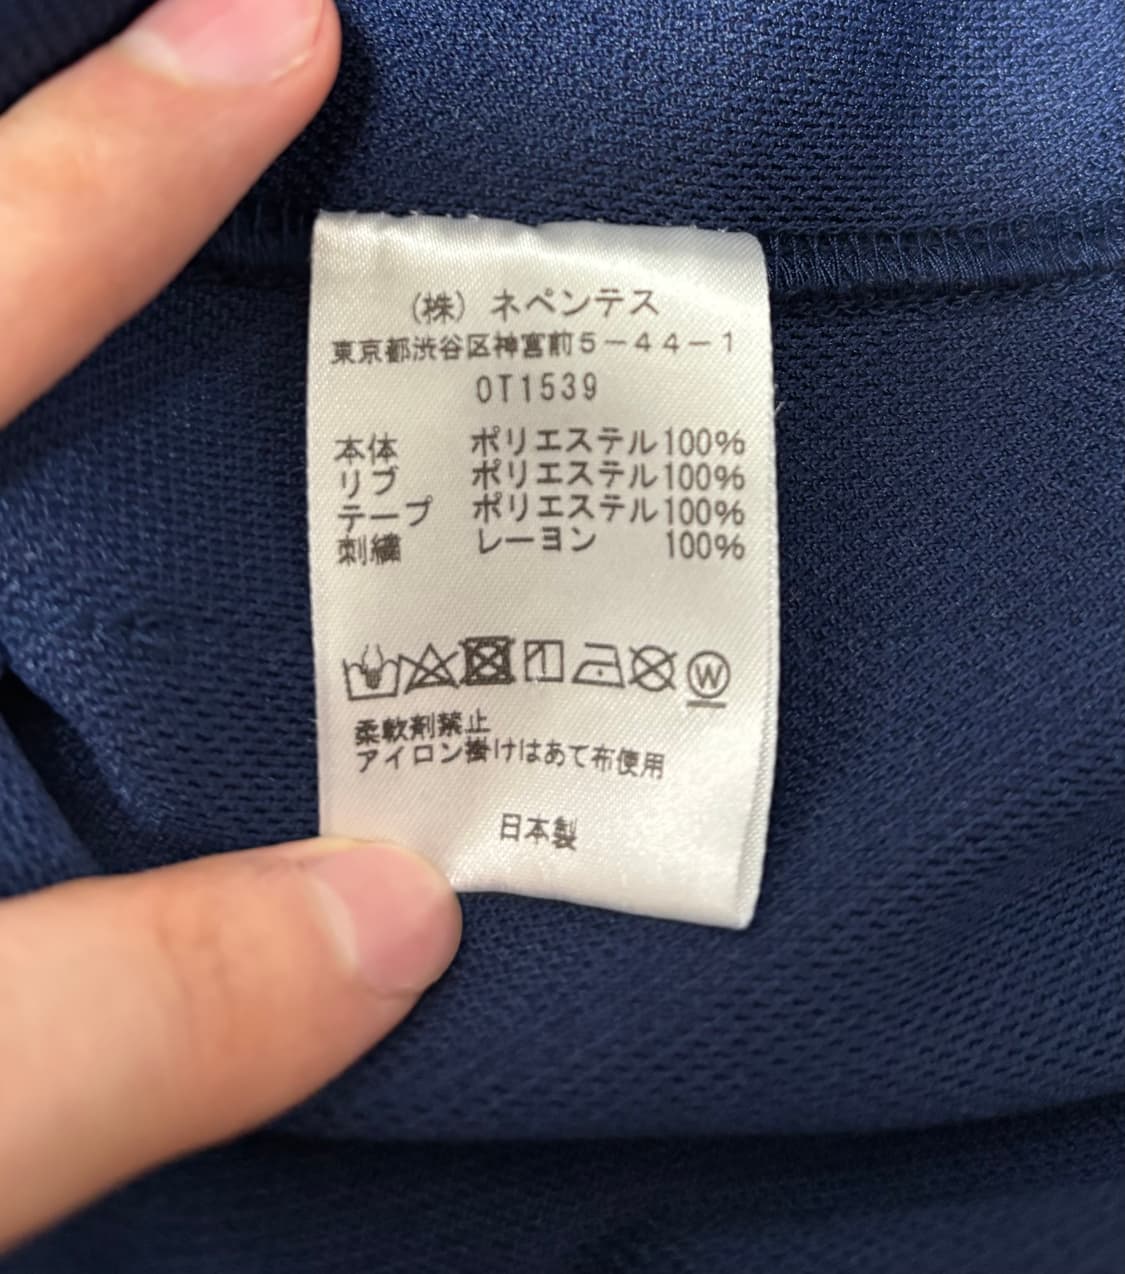 (株) ネペンテス
東京都渋谷区神宮前5-44-1
OT1539
本体 ポリエステル100%
リブ ポリエステル100%
テープ ポリエステル100%
刺繍 レーヨン 100%
W
柔軟剤禁止
アイロン掛けはあて布使用
日本製